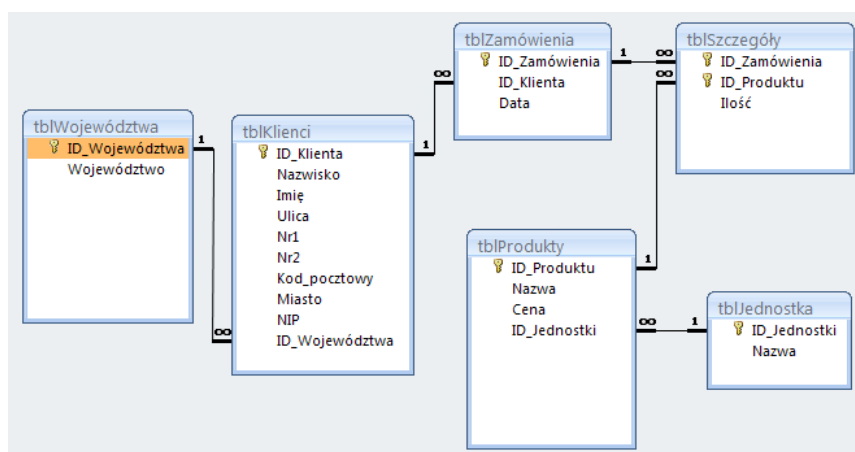 tblWojewództwa
ID_Województwa
Województwo
1
∞
tblKlienci
ID_Klienta
Nazwisko
Imię
Ulica
Nr1
Nr2
Kod_pocztowy
Miasto
NIP
ID_Województwa
1
∞
tblZamówienia
ID_Zamówienia
ID_Klienta
Data
1
∞
∞
tblSzczegóły
ID_Zamówienia
ID_Produktu
Ilość
tblProdukty
ID_Produktu
Nazwa
Cena
ID_Jednostki
1
∞
1
tblJednostka
ID_Jednostki
Nazwa